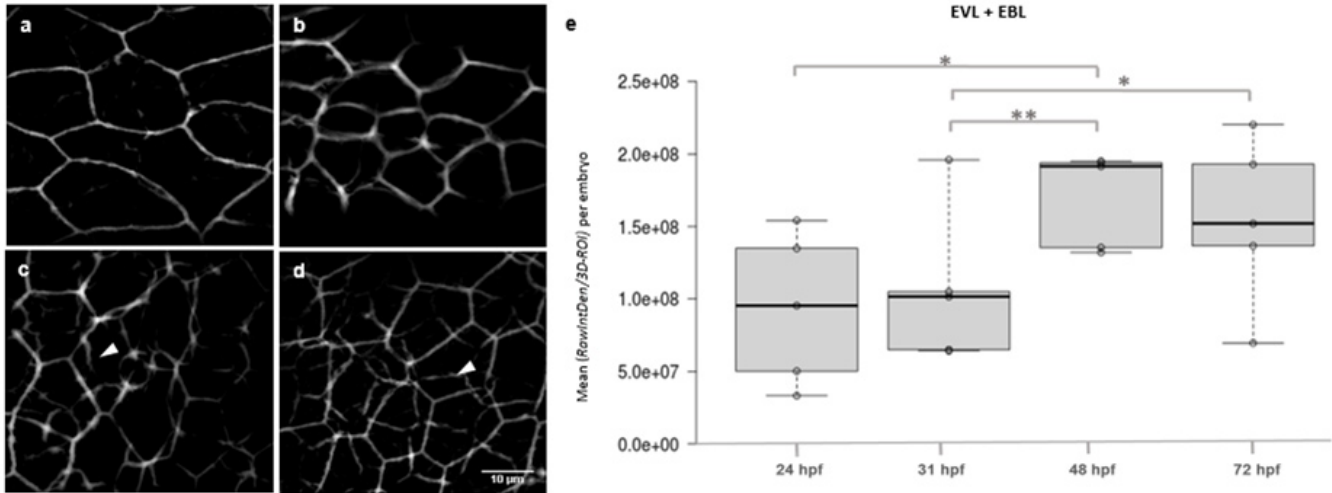 a
b
c
d
10 µm
e
EVL + EBL
Mean (RawIntDen/3D-ROI) per embryo
2.5e+08
2.0e+08
1.5e+08
1.0e+08
5.0e+07
0.0e+00
*
*
**
24 hpf
31 hpf
48 hpf
72 hpf